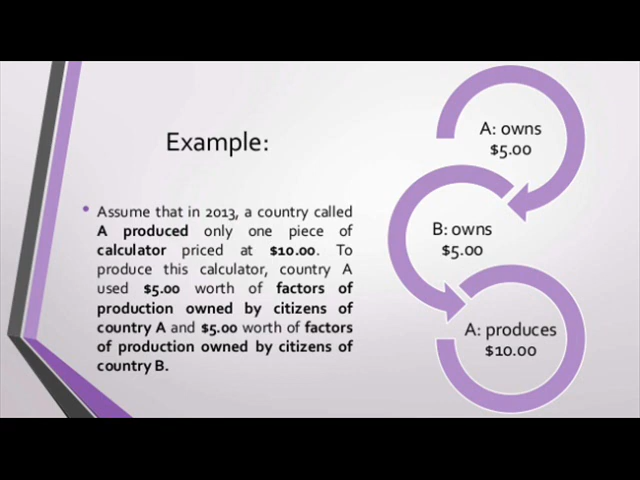 Example:
• Assume that in 2013, a country called
A produced only one piece of
calculator priced at $10.00. To
produce this calculator, country A
used $5.00 worth of factors of
production owned by citizens of
country A and $5.00 worth of factors
of production owned by citizens of
country B.
A: owns
$5.00
B: owns
$5.00
A: produces
$10.00